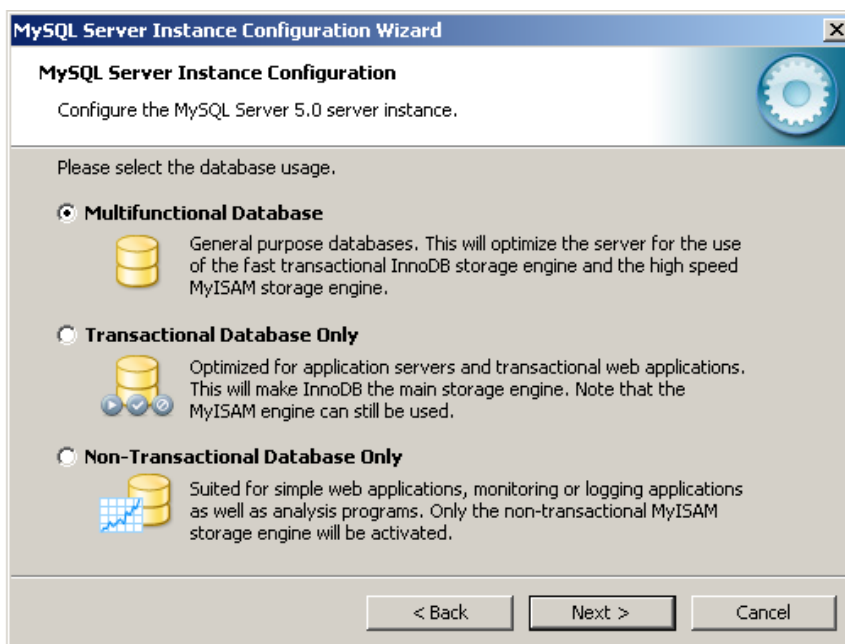 MySQL Server Instance Configuration Wizard
MySQL Server Instance Configuration
Configure the MySQL Server 5.0 server instance.
Please select the database usage.
Multifunctional Database
General purpose databases. This will optimize the server for the use
of the fast transactional InnoDB storage engine and the high speed
MyISAM storage engine.
Transactional Database Only
Optimized for application servers and transactional web applications.
This will make InnoDB the main storage engine. Note that the
MyISAM engine can still be used.
Non-Transactional Database Only
Suited for simple web applications, monitoring or logging applications
as well as analysis programs. Only the non-transactional MyISAM
storage engine will be activated.
< Back Next > Cancel